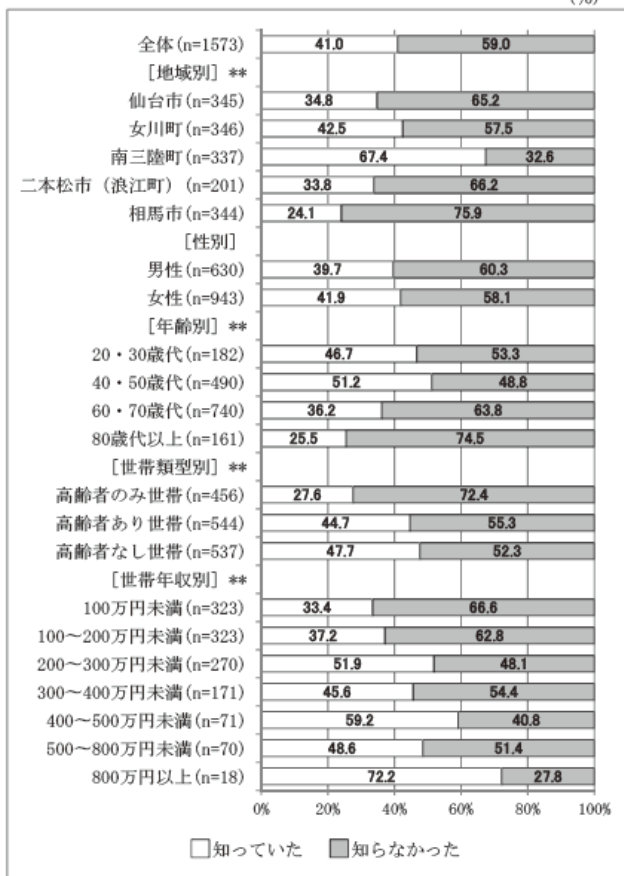 (%)
全体(n=1573) 41.0 59.0
[地域別] **
仙台市(n=345) 34.8 65.2
女川町(n=346) 42.5 57.5
南三陸町(n=337) 67.4 32.6
二本松市（浪江町）(n=201) 33.8 66.2
相馬市(n=344) 24.1 75.9
[性別]
男性(n=630) 39.7 60.3
女性(n=943) 41.9 58.1
[年齢別] **
20・30歳代(n=182) 46.7 53.3
40・50歳代(n=490) 51.2 48.8
60・70歳代(n=740) 36.2 63.8
80歳代以上(n=161) 25.5 74.5
[世帯類型別] **
高齢者のみ世帯(n=456) 27.6 72.4
高齢者あり世帯(n=544) 44.7 55.3
高齢者なし世帯(n=537) 47.7 52.3
[世帯年収別] **
100万円未満(n=323) 33.4 66.6
100～200万円未満(n=323) 37.2 62.8
200～300万円未満(n=270) 51.9 48.1
300～400万円未満(n=171) 45.6 54.4
400～500万円未満(n=71) 59.2 40.8
500～800万円未満(n=70) 48.6 51.4
800万円以上(n=18) 72.2 27.8
0% 20% 40% 60% 80% 100%
知っていた 知らなかった